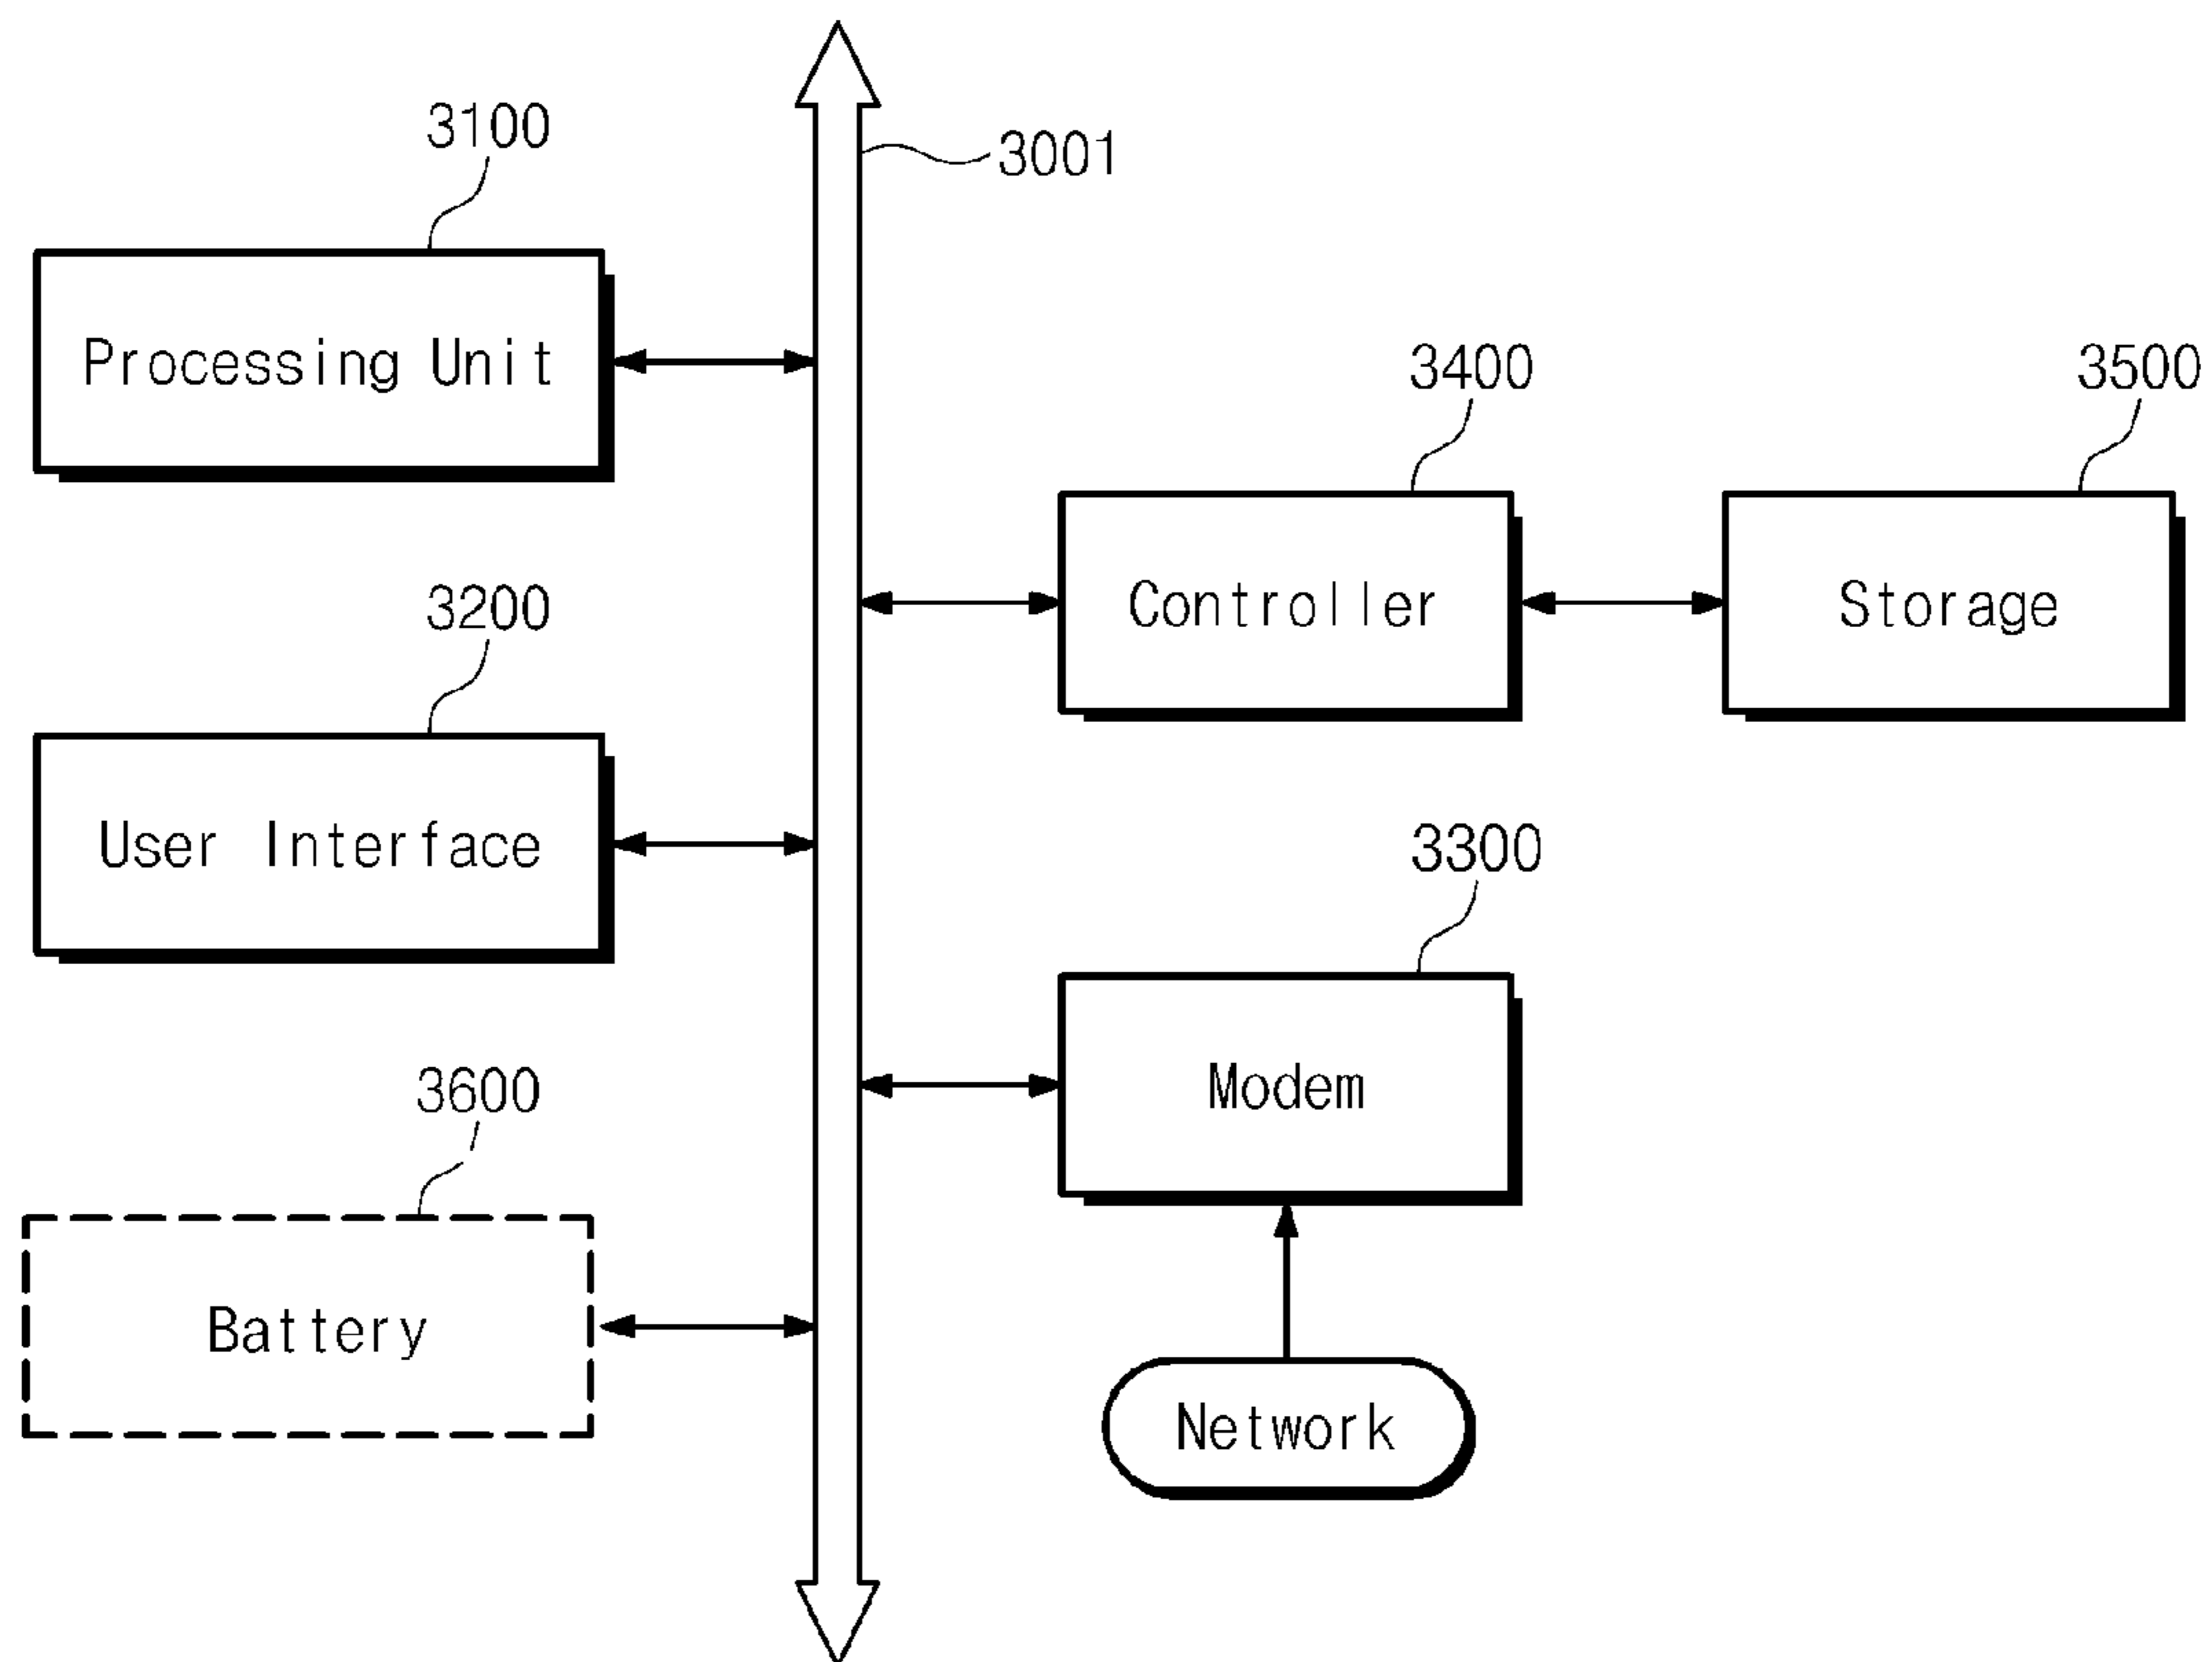 3100
3001
Processing Unit
3400
3500
Controller
Storage
3200
User Interface
3300
Modem
3600
Battery
Network